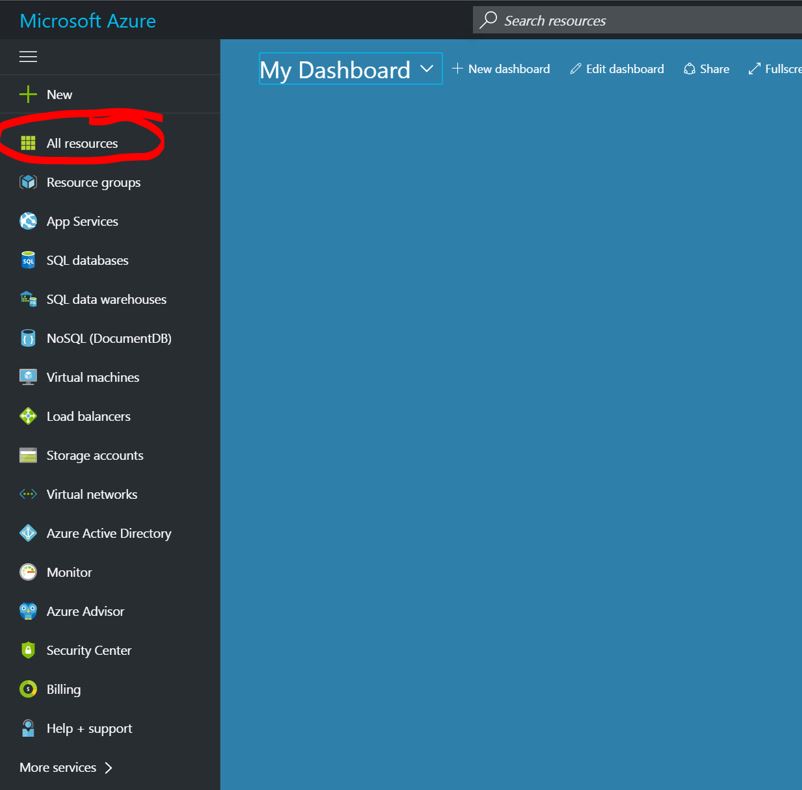 Microsoft Azure
Search resources
My Dashboard
New dashboard
Edit dashboard
Share
Fullscre
New
All resources
Resource groups
App Services
SQL databases
SQL data warehouses
NoSQL (DocumentDB)
Virtual machines
Load balancers
Storage accounts
Virtual networks
Azure Active Directory
Monitor
Azure Advisor
Security Center
Billing
Help + support
More services